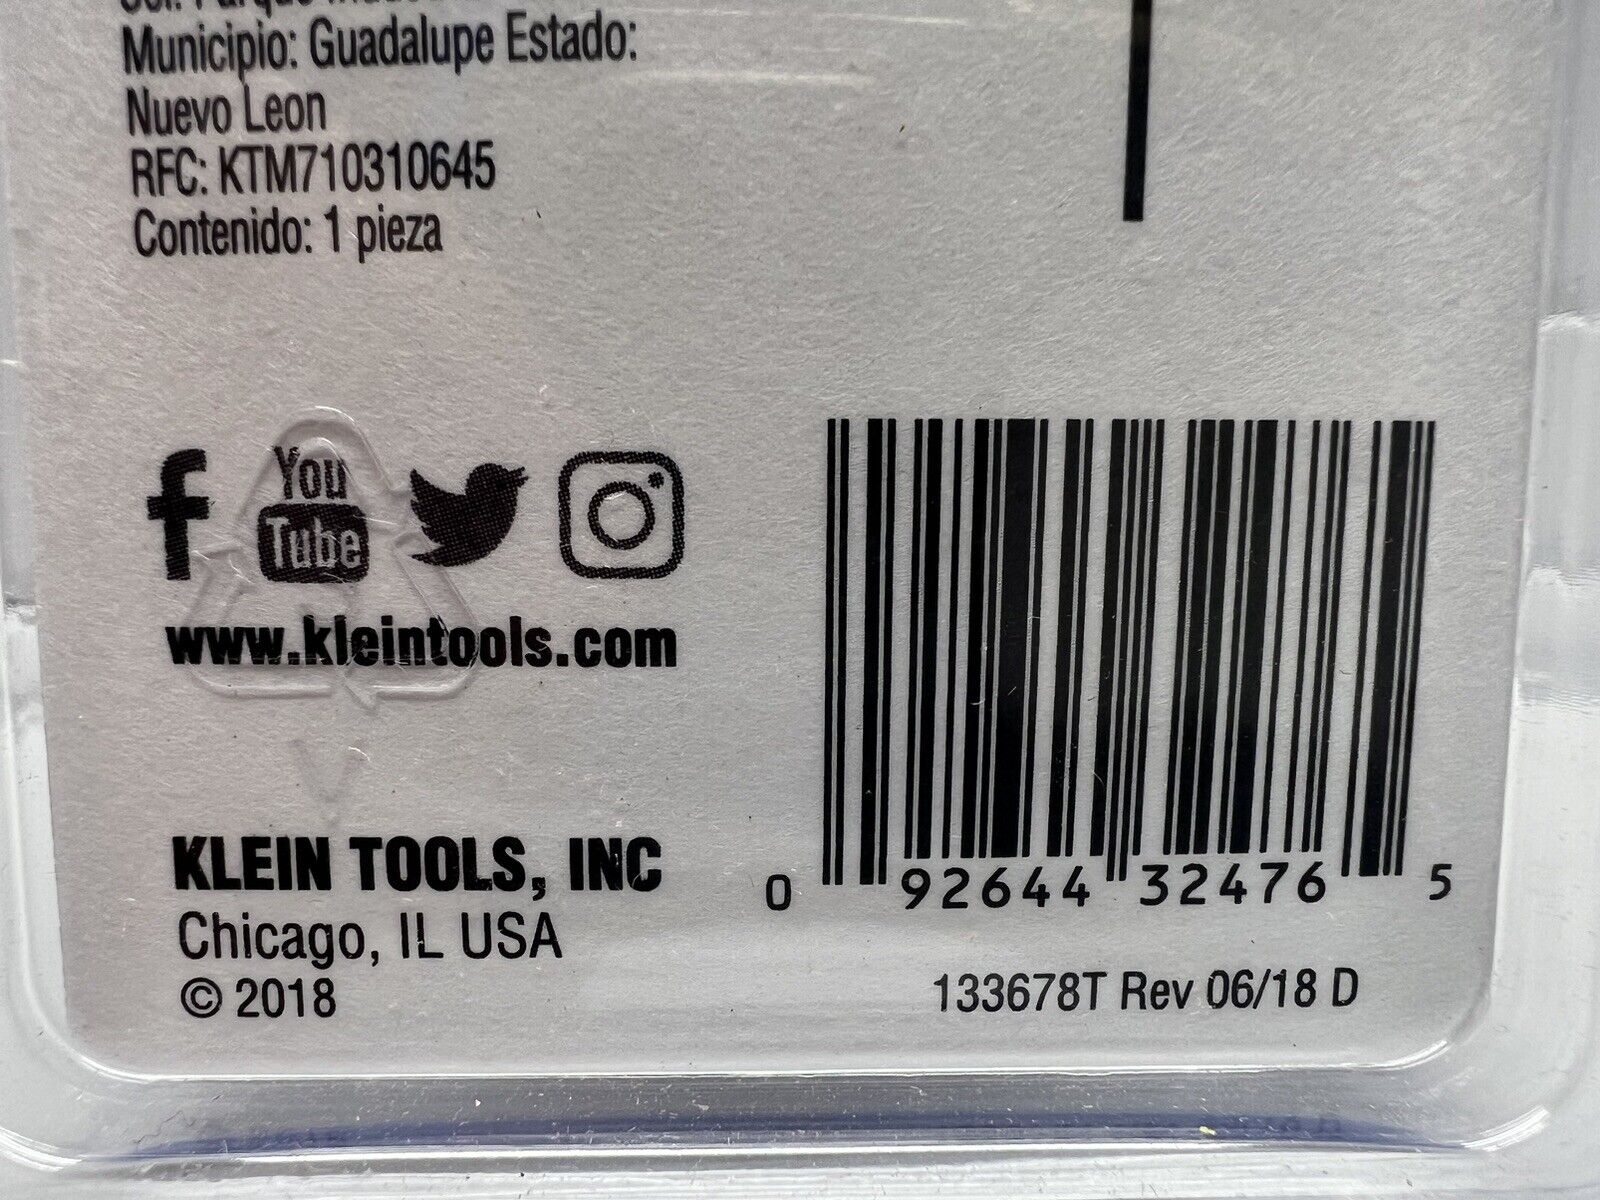 Municipio: Guadalupe Estado:
Nuevo Leon
RFC: KTM710310645
Contenido: 1 pieza
f
You
Tube
www.kleintools.com
KLEIN TOOLS, INC
Chicago, IL USA
© 2018
0 92644 32476 5
133678T Rev 06/18 D